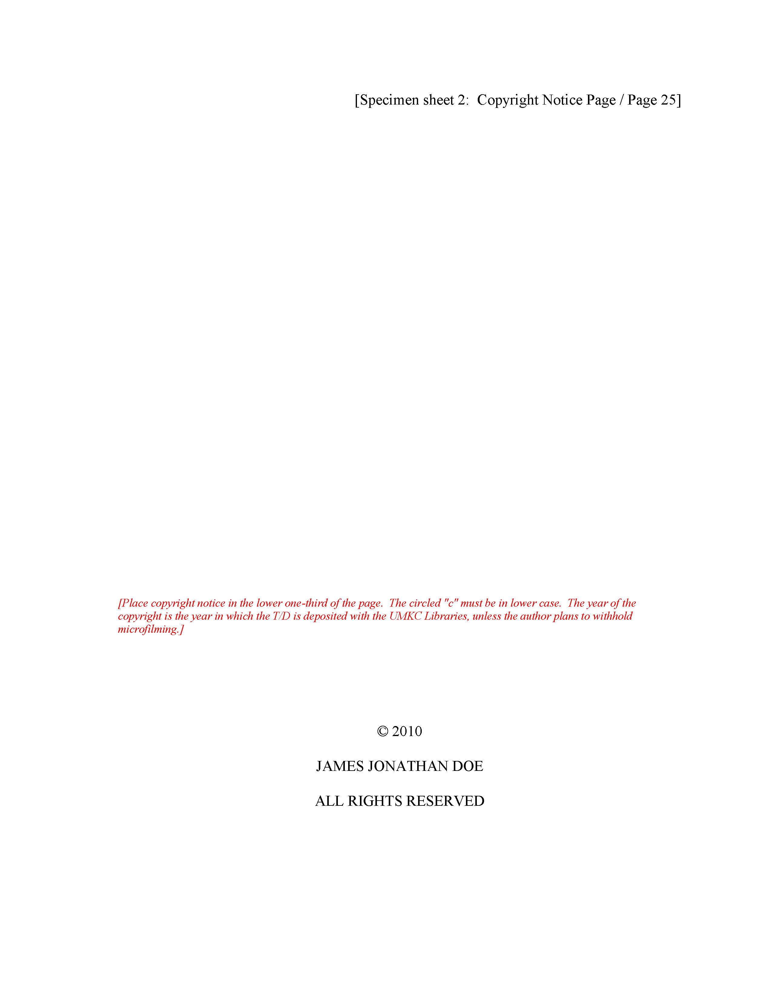 [Specimen sheet 2:  Copyright Notice Page / Page 25]
[Place copyright notice in the lower one-third of the page.  The circled "c" must be in lower case.  The year of the
copyright is the year in which the T/D is deposited with the UMKC Libraries, unless the author plans to withhold
microfilming.]
© 2010
JAMES JONATHAN DOE
ALL RIGHTS RESERVED